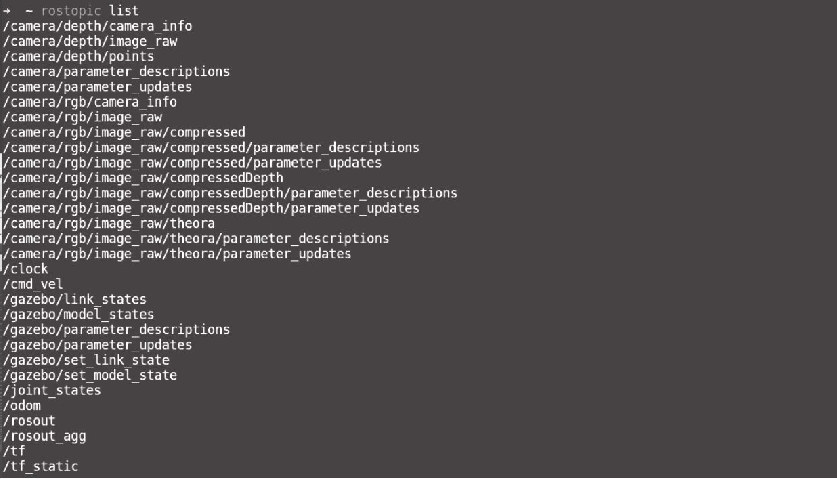 → ~ rostopic list
/camera/depth/camera_info
/camera/depth/image_raw
/camera/depth/points
/camera/parameter_descriptions
/camera/parameter_updates
/camera/rgb/camera_info
/camera/rgb/image_raw
/camera/rgb/image_raw/compressed
/camera/rgb/image_raw/compressed/parameter_descriptions
/camera/rgb/image_raw/compressed/parameter_updates
/camera/rgb/image_raw/compressedDepth
/camera/rgb/image_raw/compressedDepth/parameter_descriptions
/camera/rgb/image_raw/compressedDepth/parameter_updates
/camera/rgb/image_raw/theora
/camera/rgb/image_raw/theora/parameter_descriptions
/camera/rgb/image_raw/theora/parameter_updates
/clock
/cmd_vel
/gazebo/link_states
/gazebo/model_states
/gazebo/parameter_descriptions
/gazebo/parameter_updates
/gazebo/set_link_state
/gazebo/set_model_state
/joint_states
/odom
/rosout
/rosout_agg
/tf
/tf_static